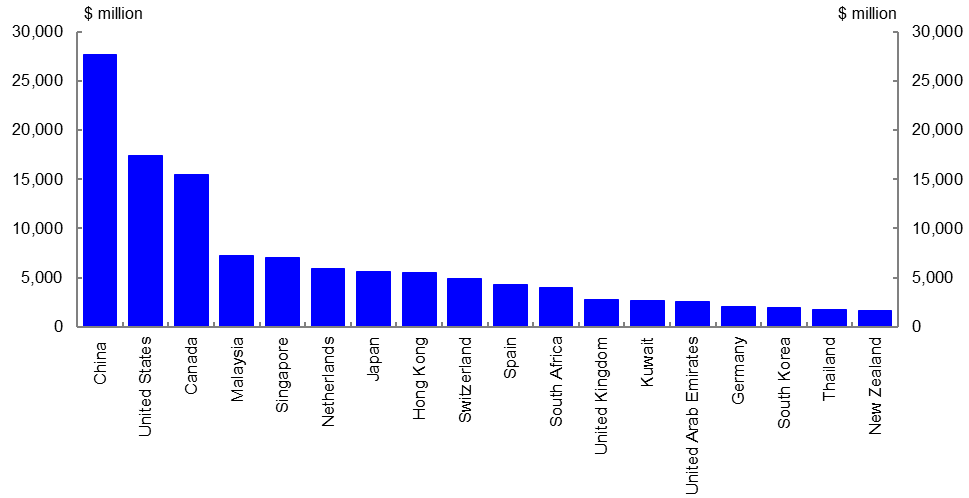 $ million $ million
30,000 30,000
25,000 25,000
20,000 20,000
15,000 15,000
10,000 10,000
5,000 5,000
0 0
China
United States
Canada
Malaysia
Singapore
Netherlands
Japan
Hong Kong
Switzerland
Spain
South Africa
United Kingdom
Kuwait
United Arab Emirates
Germany
South Korea
Thailand
New Zealand